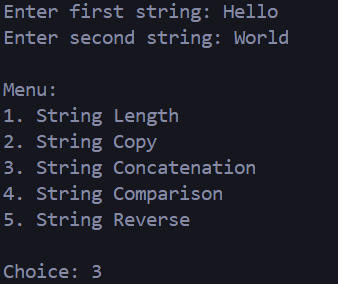 Enter first string: Hello
Enter second string: World

Menu:
1. String Length
2. String Copy
3. String Concatenation
4. String Comparison
5. String Reverse

Choice: 3